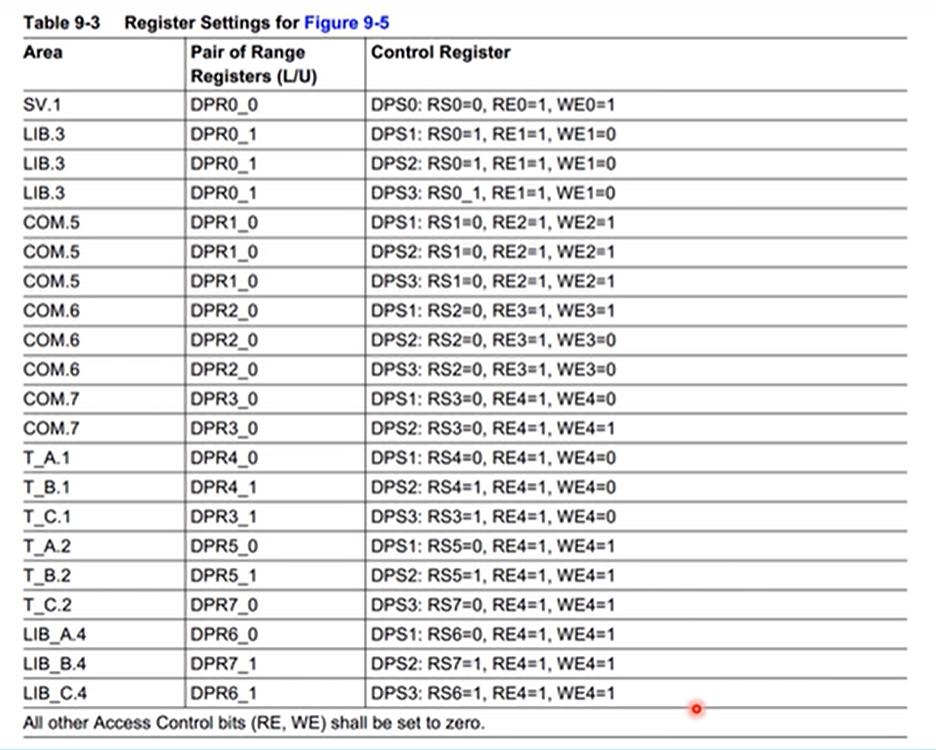 Table 9-3 Register Settings for Figure 9-5
Area Pair of Range Registers (L/U) Control Register
SV.1 DPR0_0 DPS0: RS0=0, RE0=1, WE0=1
LIB.3 DPR0_1 DPS1: RS0=1, RE1=1, WE1=0
LIB.3 DPR0_1 DPS2: RS0=1, RE1=1, WE1=0
LIB.3 DPR0_1 DPS3: RS0_1, RE1=1, WE1=0
COM.5 DPR1_0 DPS1: RS1=0, RE2=1, WE2=1
COM.5 DPR1_0 DPS2: RS1=0, RE2=1, WE2=1
COM.5 DPR1_0 DPS3: RS1=0, RE2=1, WE2=1
COM.6 DPR2_0 DPS1: RS2=0, RE3=1, WE3=1
COM.6 DPR2_0 DPS2: RS2=0, RE3=1, WE3=0
COM.6 DPR2_0 DPS3: RS2=0, RE3=1, WE3=0
COM.7 DPR3_0 DPS1: RS3=0, RE4=1, WE4=0
COM.7 DPR3_0 DPS2: RS3=0, RE4=1, WE4=1
T_A.1 DPR4_0 DPS1: RS4=0, RE4=1, WE4=0
T_B.1 DPR4_1 DPS2: RS4=1, RE4=1, WE4=0
T_C.1 DPR3_1 DPS3: RS3=1, RE4=1, WE4=0
T_A.2 DPR5_0 DPS1: RS5=0, RE4=1, WE4=1
T_B.2 DPR5_1 DPS2: RS5=1, RE4=1, WE4=1
T_C.2 DPR7_0 DPS3: RS7=0, RE4=1, WE4=1
LIB_A.4 DPR6_0 DPS1: RS6=0, RE4=1, WE4=1
LIB_B.4 DPR7_1 DPS2: RS7=1, RE4=1, WE4=1
LIB_C.4 DPR6_1 DPS3: RS6=1, RE4=1, WE4=1
All other Access Control bits (RE, WE) shall be set to zero.